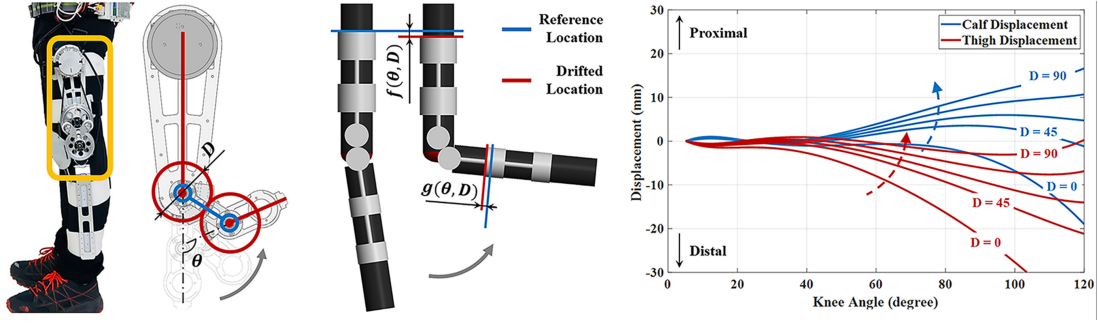 D
θ
f(θ, D)
g(θ, D)
Reference
Location
Drifted
Location
30
20
10
0
-10
-20
-30
Displacement (mm)
Proximal
Distal
Calf Displacement
Thigh Displacement
D = 90
D = 45
D = 90
D = 0
D = 45
D = 0
0
20
40
60
80
100
120
Knee Angle (degree)